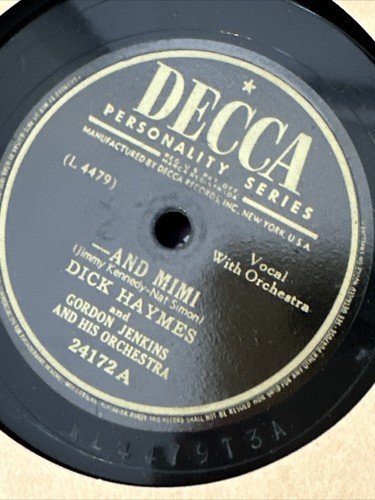 DECCA
PERSONALITY SERIES
MANUFACTURED BY DECCA RECORDS, INC., NEW YORK, U.S.A.
(L 4479)
Vocal
With Orchestra
—AND MIMI
(Jimmy Kennedy-Nat Simon)
DICK HAYMES
and
GORDON JENKINS
AND HIS ORCHESTRA
24172 A
L 4479T3A